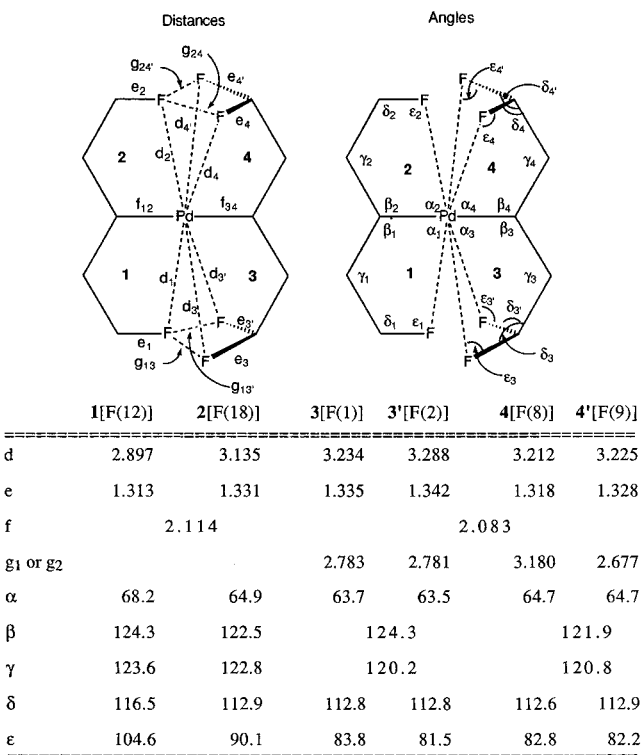 Distances Angles
g24 g24' F e4' e2 F d4' F e4 2 d2 d4 4 f12 Pd f34 1 d1 d3' 3 d3 F F e3' e1 F e3 g13 g13'
F ε4' δ4' F F δ2 ε2 ε4 δ4 γ2 2 4 γ4 β2 α2 Pd α4 β4 β1 α1 α3 β3 γ1 1 3 γ3 ε3' δ3' F δ1 ε1 F F δ3 ε3
1[F(12)] 2[F(18)] 3[F(1)] 3'[F(2)] 4[F(8)] 4'[F(9)]
d 2.897 3.135 3.234 3.288 3.212 3.225
e 1.313 1.331 1.335 1.342 1.318 1.328
f 2.114 2.083
g1 or g2 2.783 2.781 3.180 2.677
α 68.2 64.9 63.7 63.5 64.7 64.7
β 124.3 122.5 124.3 121.9
γ 123.6 122.8 120.2 120.8
δ 116.5 112.9 112.8 112.8 112.6 112.9
ε 104.6 90.1 83.8 81.5 82.8 82.2